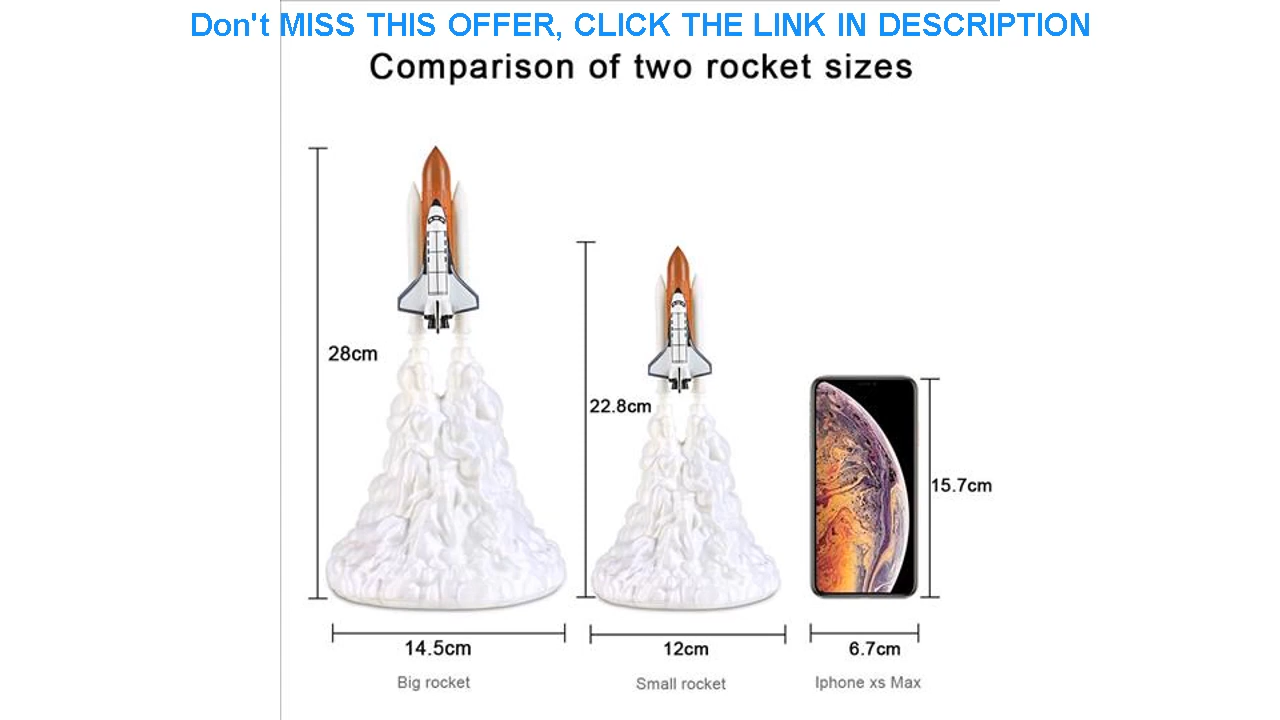 Don't MISS THIS OFFER, CLICK THE LINK IN DESCRIPTION
Comparison of two rocket sizes
28cm
22.8cm
15.7cm
14.5cm
12cm
6.7cm
Big rocket
Small rocket
Iphone xs Max